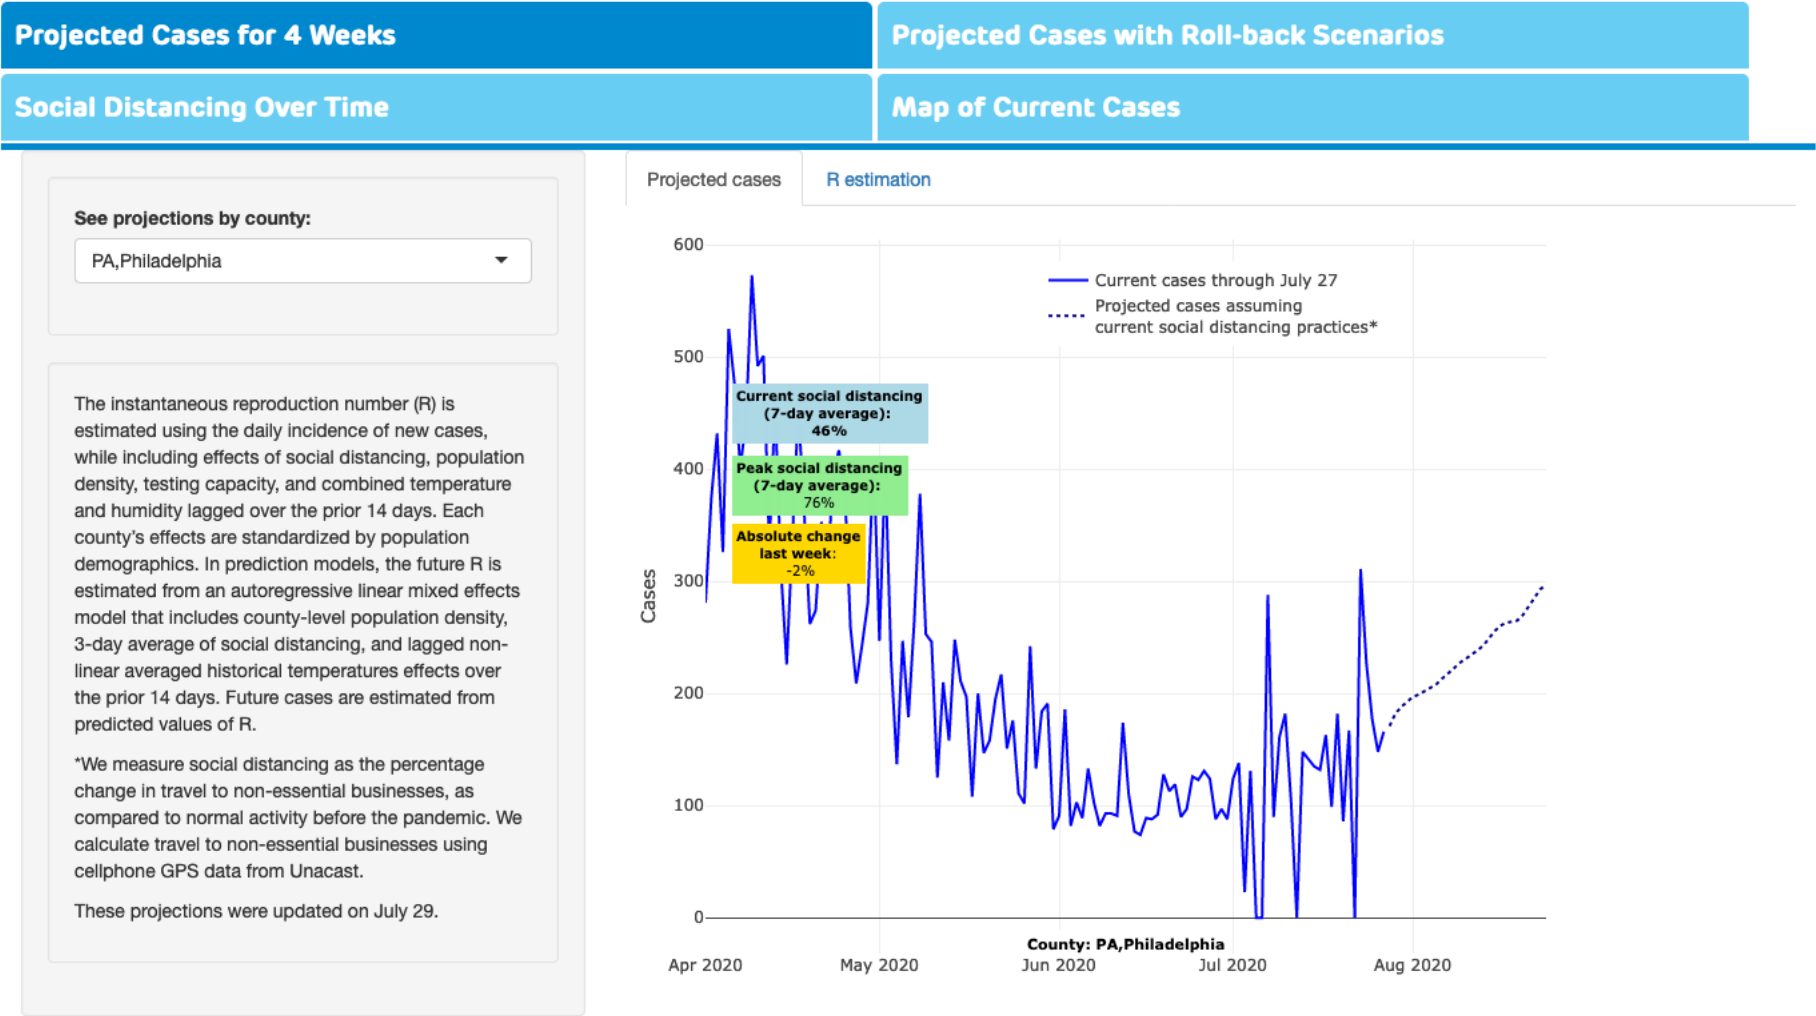 Projected Cases for 4 Weeks
Projected Cases with Roll-back Scenarios
Social Distancing Over Time
Map of Current Cases
See projections by county:
PA,Philadelphia
The instantaneous reproduction number (R) is
estimated using the daily incidence of new cases,
while including effects of social distancing, population
density, testing capacity, and combined temperature
and humidity lagged over the prior 14 days. Each
county's effects are standardized by population
demographics. In prediction models, the future R is
estimated from an autoregressive linear mixed effects
model that includes county-level population density,
3-day average of social distancing, and lagged non-
linear averaged historical temperatures effects over
the prior 14 days. Future cases are estimated from
predicted values of R.
*We measure social distancing as the percentage
change in travel to non-essential businesses, as
compared to normal activity before the pandemic. We
calculate travel to non-essential businesses using
cellphone GPS data from Unacast.
These projections were updated on July 29.
Projected cases
R estimation
600
500
400
300
200
100
0
Cases
Current cases through July 27
Projected cases assuming
current social distancing practices*
Current social distancing
(7-day average):
46%
Peak social distancing
(7-day average):
76%
Absolute change
last week:
-2%
County: PA,Philadelphia
Apr 2020
May 2020
Jun 2020
Jul 2020
Aug 2020